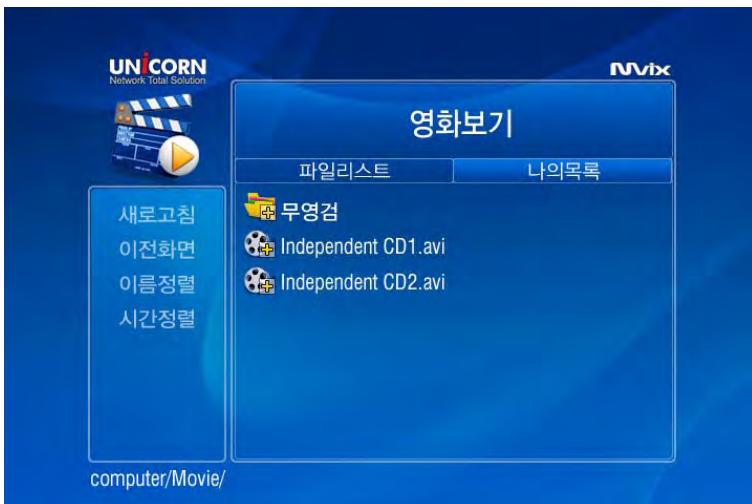 UNiCORN
Network Total Solution
Mvix
영화보기
파일리스트
나의목록
새로고침
이전화면
이름정렬
시간정렬
무영검
Independent CD1.avi
Independent CD2.avi
computer/Movie/